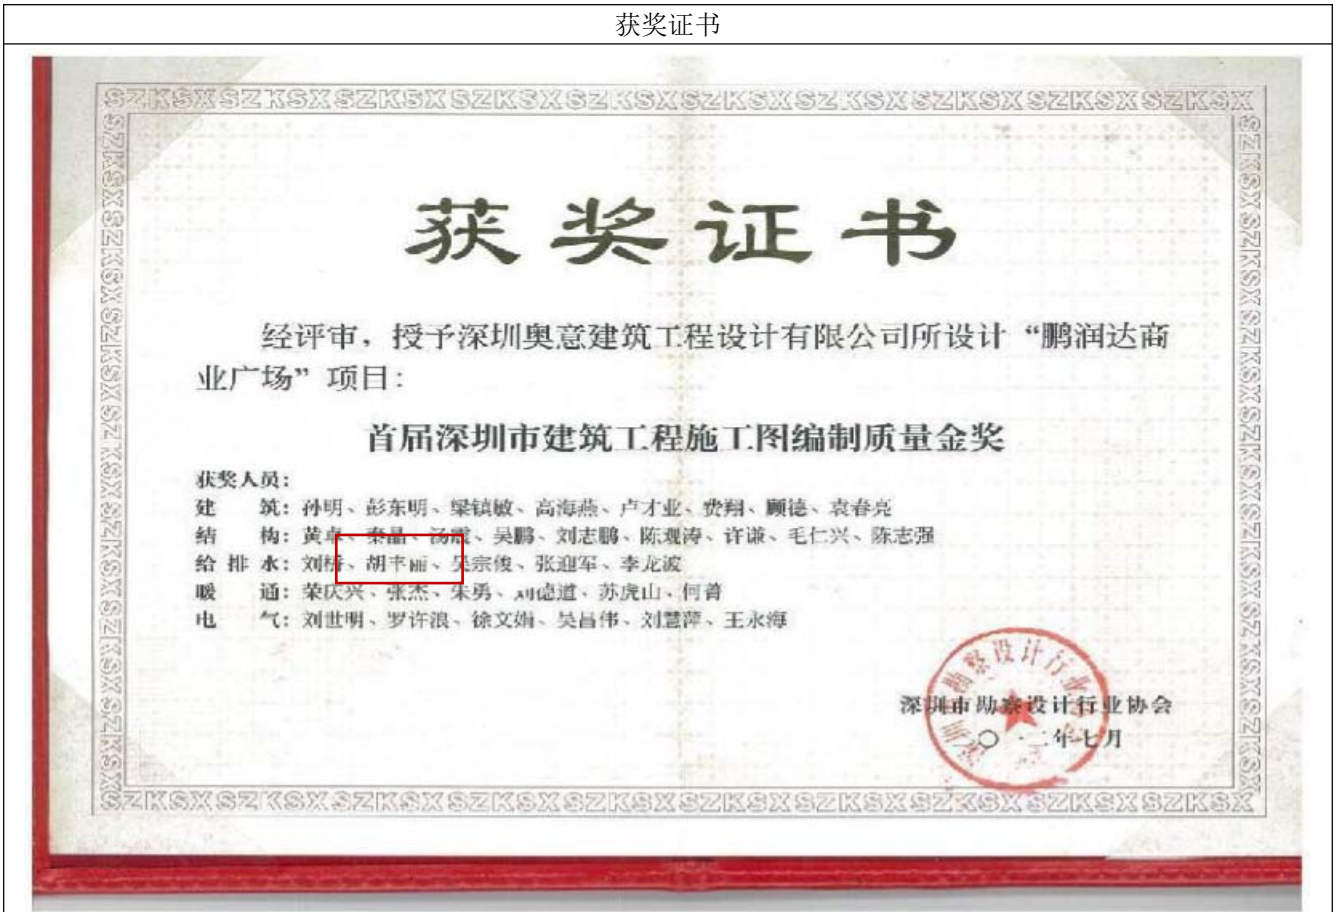 获奖证书
SZKSXSZKSXSZKSXSZKSXSZKSXSZKSXSZKSXSZKSXSZKSXSZKSX
获奖证书
经评审，授予深圳奥意建筑工程设计有限公司所设计“鹏润达商
业广场”项目：
首届深圳市建筑工程施工图编制质量金奖
获奖人员：
建 筑：孙明、彭东明、梁镇敏、高海燕、卢才业、费翔、顾德、袁春亮
结 构：黄卓、秦晶、汤霞、吴鹏、刘志鹏、陈观涛、许谦、毛仁兴、陈志强
给 排 水：刘桥、胡丰丽、吴宗俊、张迎军、李龙波
暖 通：荣庆兴、张杰、朱勇、刘德道、苏虎山、何菁
电 气：刘世明、罗许浪、徐文娟、吴昌伟、刘慧萍、王永海
深圳市勘察设计行业协会
〇一二年七月
SZKSXSZKSXSZKSXSZKSXSZKSXSZKSXSZKSXSZKSXSZKSXSZKSX